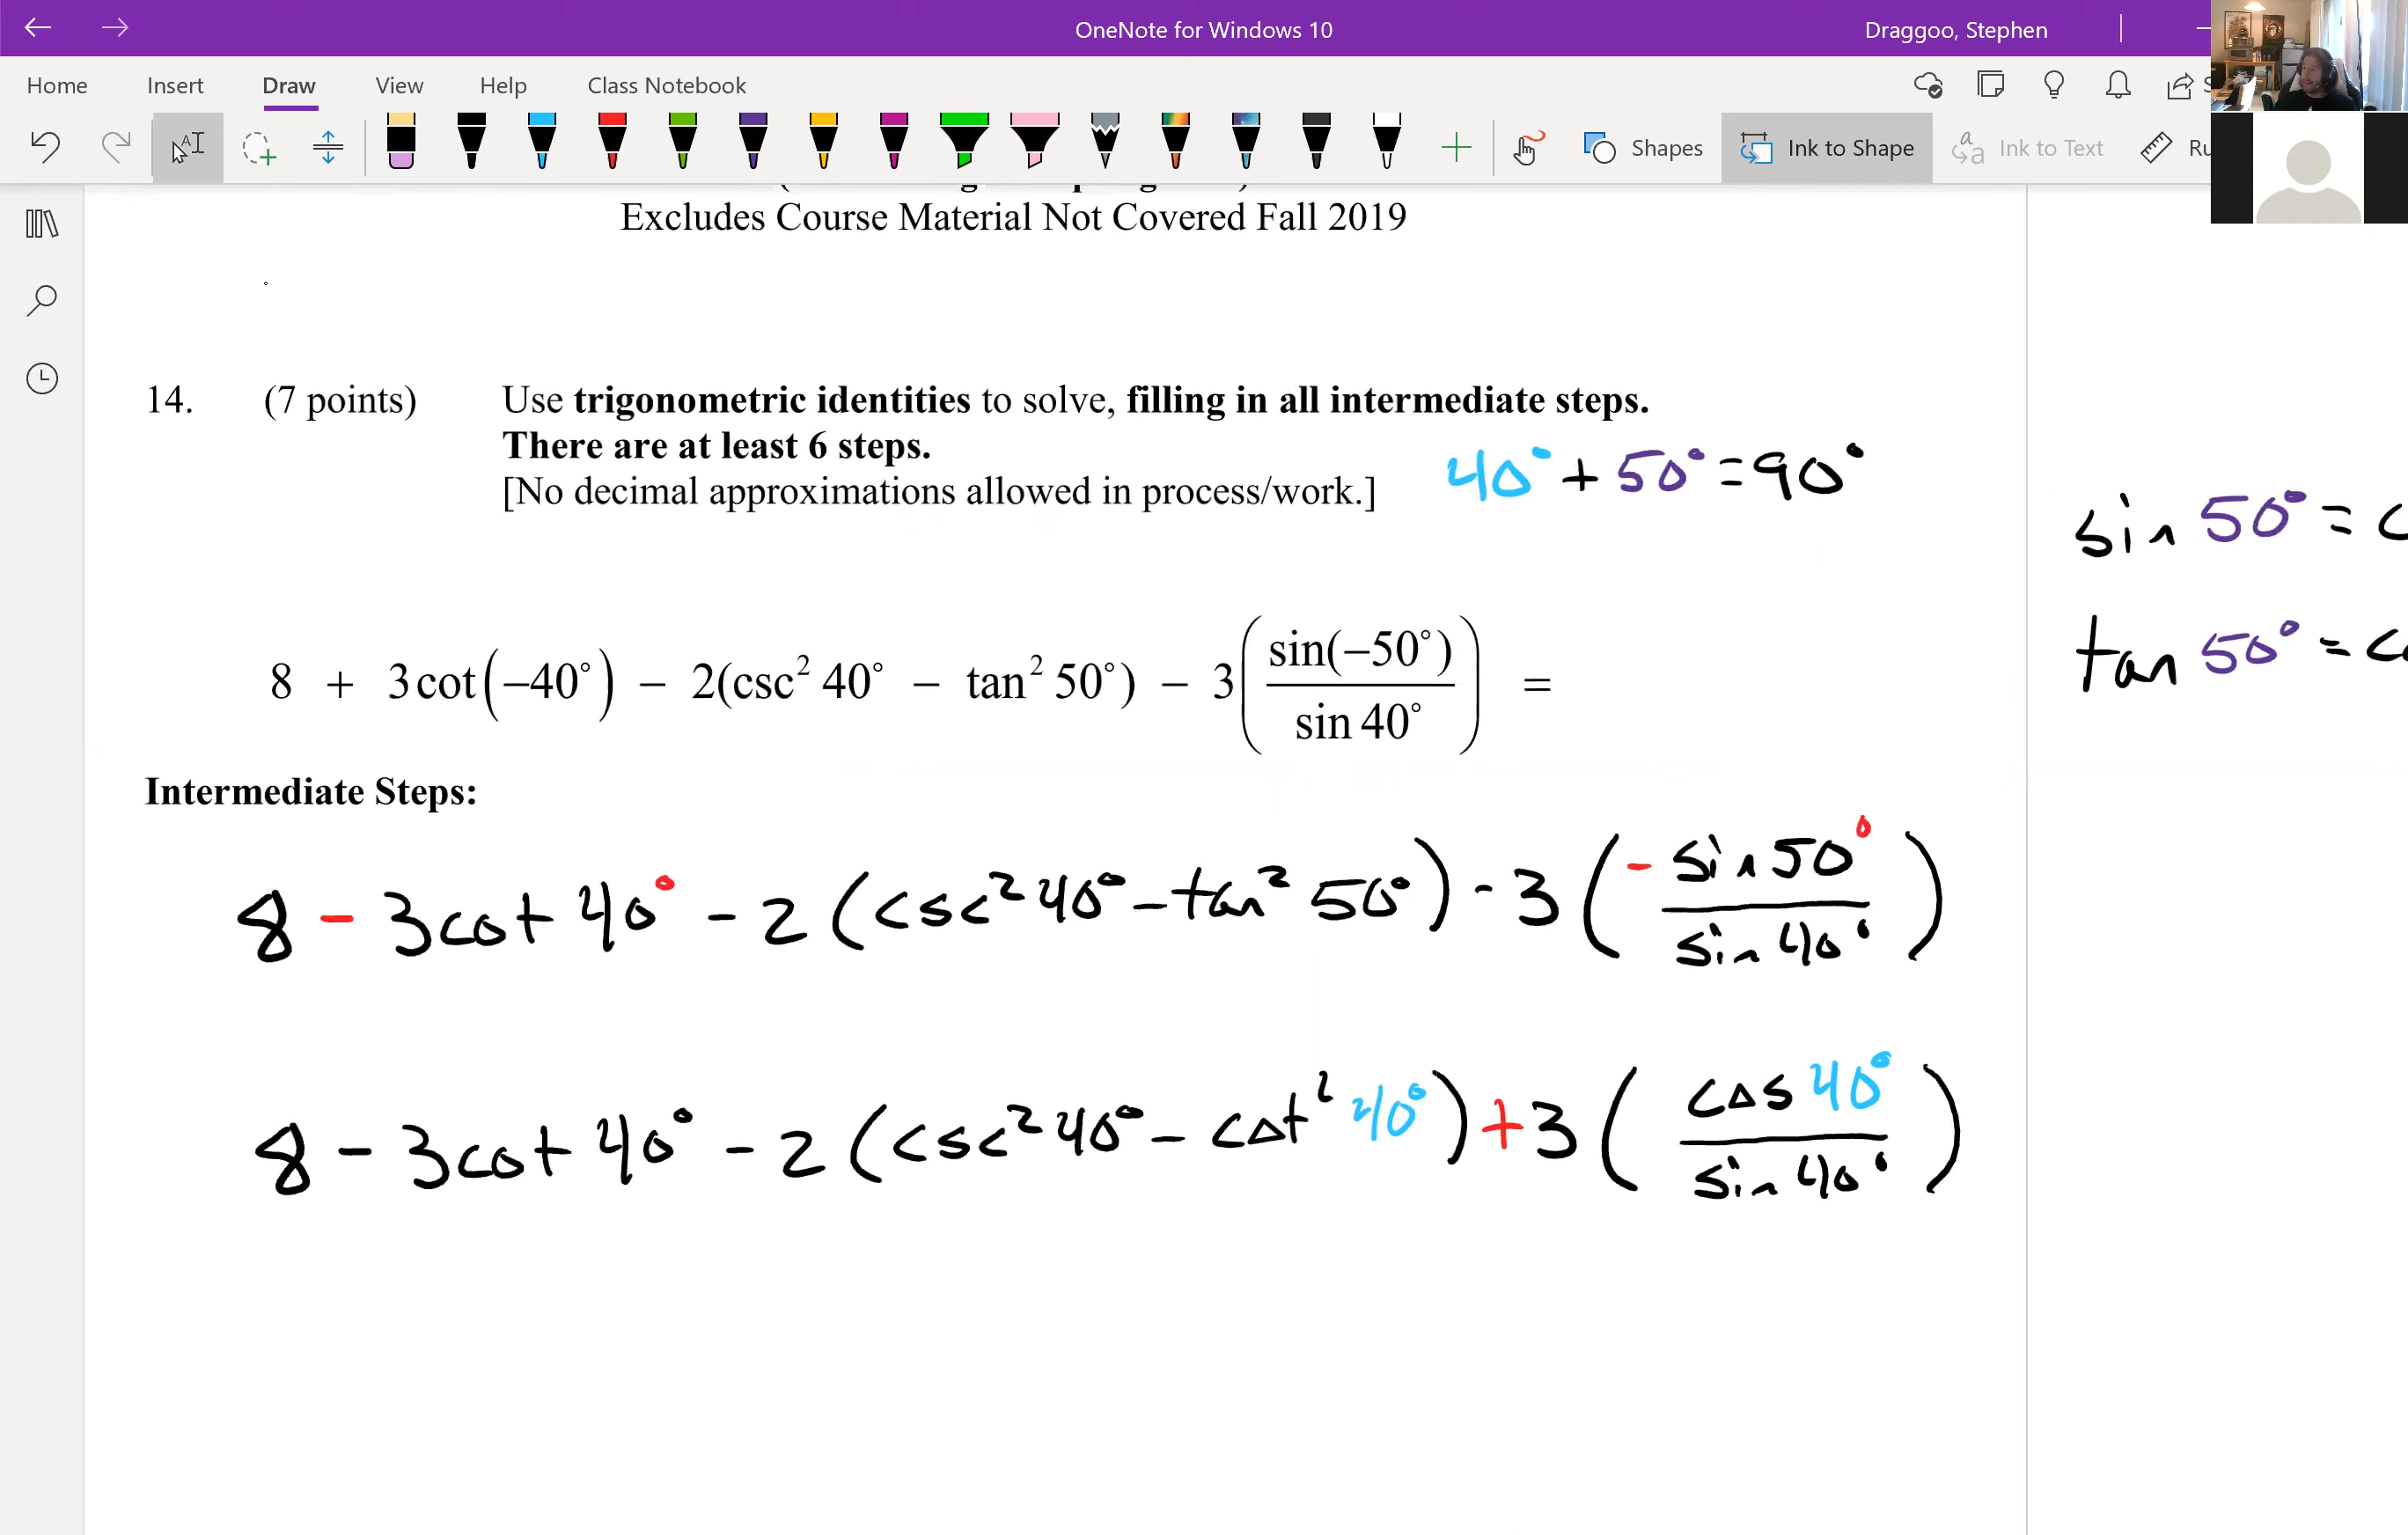 OneNote for Windows 10
Draggoo, Stephen
Home Insert Draw View Help Class Notebook
Shapes Ink to Shape Ink to Text
Excludes Course Material Not Covered Fall 2019
14. (7 points) Use trigonometric identities to solve, filling in all intermediate steps.
There are at least 6 steps.
[No decimal approximations allowed in process/work.]
40° + 50° = 90°
sin 50° =
tan 50° =
8 + 3cot(−40°) − 2(csc² 40° − tan² 50°) − 3(sin(−50°)/sin 40°) =
Intermediate Steps:
8 - 3cot 40° - 2(csc² 40° - tan² 50°) - 3(- sin 50°/sin 40°)
8 - 3cot 40° - 2(csc² 40° - cot² 40°) + 3(cos 40°/sin 40°)